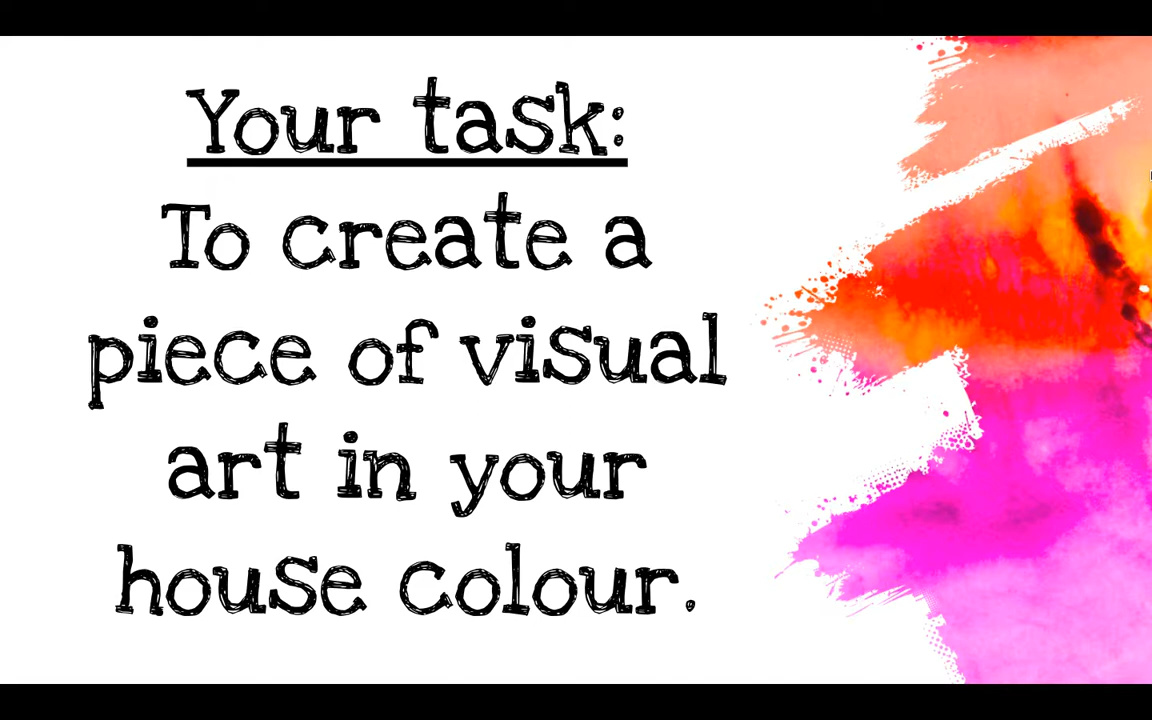 Your task:
To create a
piece of visual
art in your
house colour.